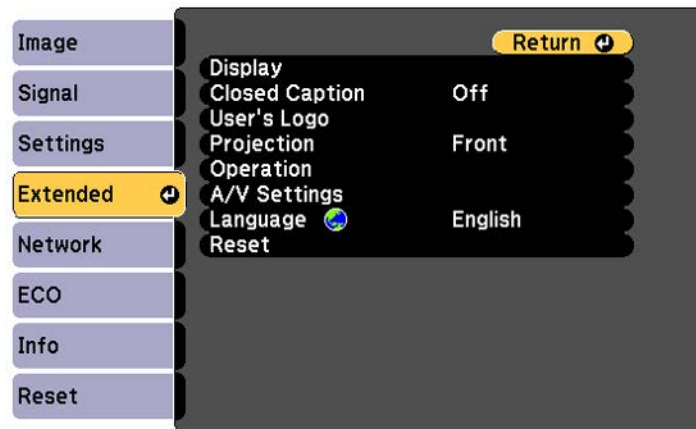 Image
Signal
Settings
Extended
Network
ECO
Info
Reset
Return
Display
Closed Caption Off
User's Logo
Projection Front
Operation
A/V Settings
Language English
Reset